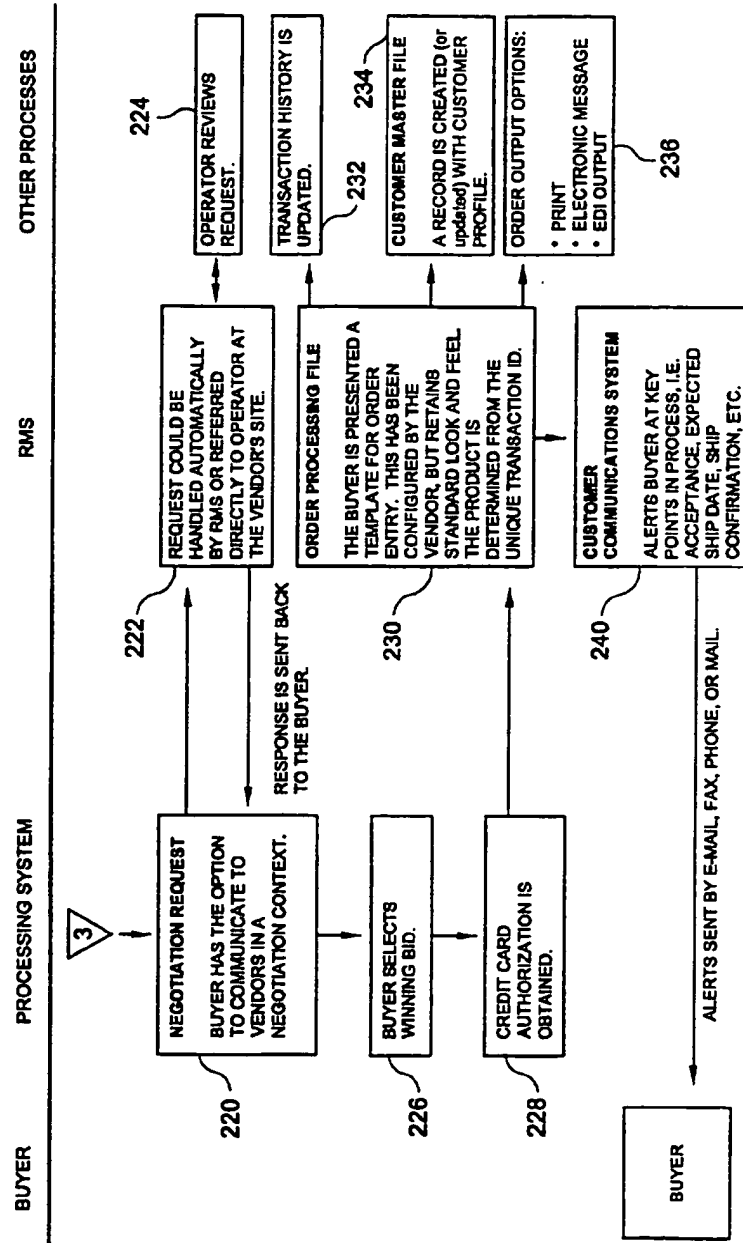 BUYER
PROCESSING SYSTEM
RMS
OTHER PROCESSES
3
NEGOTIATION REQUEST
BUYER HAS THE OPTION
TO COMMUNICATE TO
VENDORS IN A
NEGOTIATION CONTEXT.
220
REQUEST COULD BE
HANDLED AUTOMATICALLY
BY RMS OR REFERRED
DIRECTLY TO OPERATOR AT
THE VENDOR'S SITE.
222
OPERATOR REVIEWS
REQUEST.
224
RESPONSE IS SENT BACK
TO THE BUYER.
BUYER SELECTS
WINNING BID.
226
CREDIT CARD
AUTHORIZATION IS
OBTAINED.
228
ORDER PROCESSING FILE
THE BUYER IS PRESENTED A
TEMPLATE FOR ORDER
ENTRY. THIS HAS BEEN
CONFIGURED BY THE
VENDOR, BUT RETAINS
STANDARD LOOK AND FEEL.
THE PRODUCT IS
DETERMINED FROM THE
UNIQUE TRANSACTION ID.
230
TRANSACTION HISTORY IS
UPDATED.
232
CUSTOMER MASTER FILE
A RECORD IS CREATED (or
updated) WITH CUSTOMER
PROFILE.
234
ORDER OUTPUT OPTIONS:
• PRINT
• ELECTRONIC MESSAGE
• EDI OUTPUT
236
CUSTOMER
COMMUNICATIONS SYSTEM
ALERTS BUYER AT KEY
POINTS IN PROCESS, I.E.
ACCEPTANCE, EXPECTED
SHIP DATE, SHIP
CONFIRMATION, ETC.
240
ALERTS SENT BY E-MAIL, FAX, PHONE, OR MAIL.
BUYER